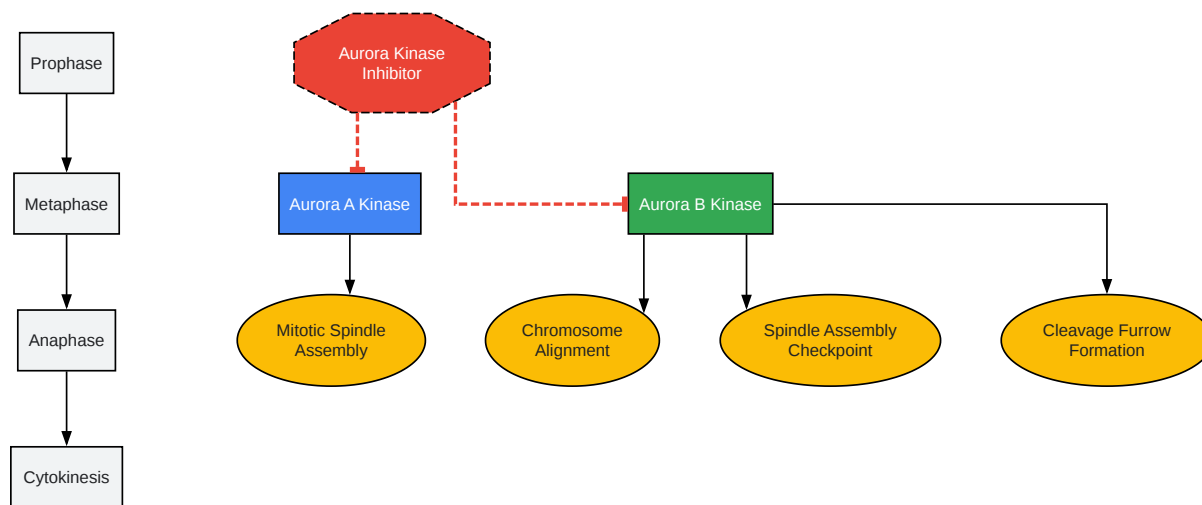 Prophase
Aurora Kinase
Inhibitor
Metaphase
Aurora A Kinase
Aurora B Kinase
Anaphase
Mitotic Spindle
Assembly
Chromosome
Alignment
Spindle Assembly
Checkpoint
Cleavage Furrow
Formation
Cytokinesis